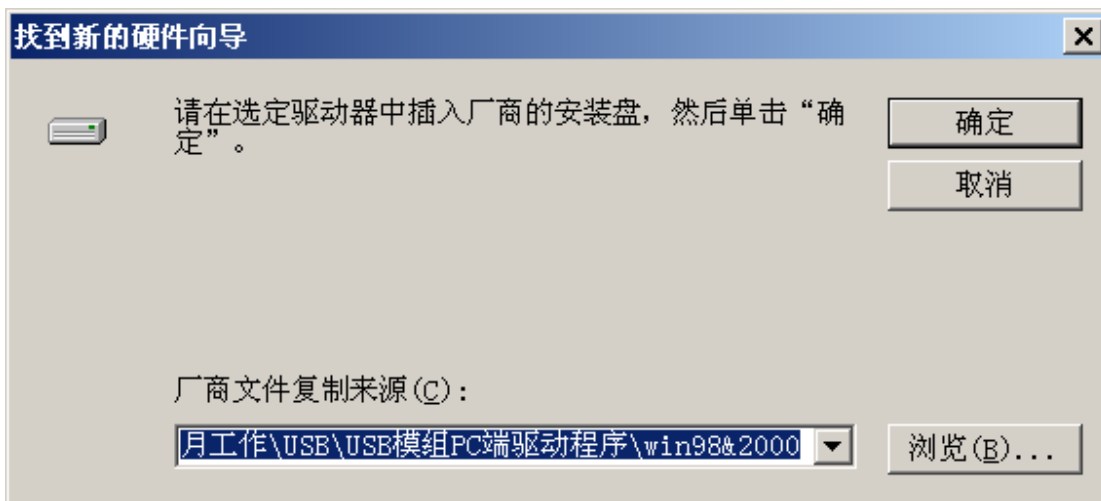 找到新的硬件向导
请在选定驱动器中插入厂商的安装盘，然后单击“确
定”。
确定
取消
厂商文件复制来源(C):
月工作\USB\USB模组PC端驱动程序\win98&2000
浏览(B)...